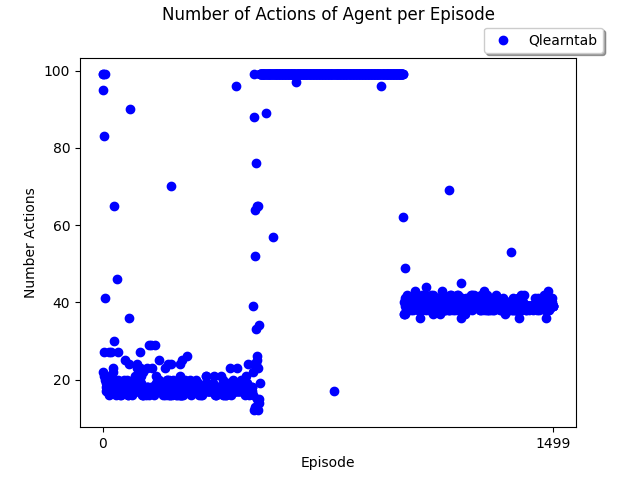 Number of Actions of Agent per Episode
Qlearntab
100
80
60
40
20
Number Actions
0
1499
Episode